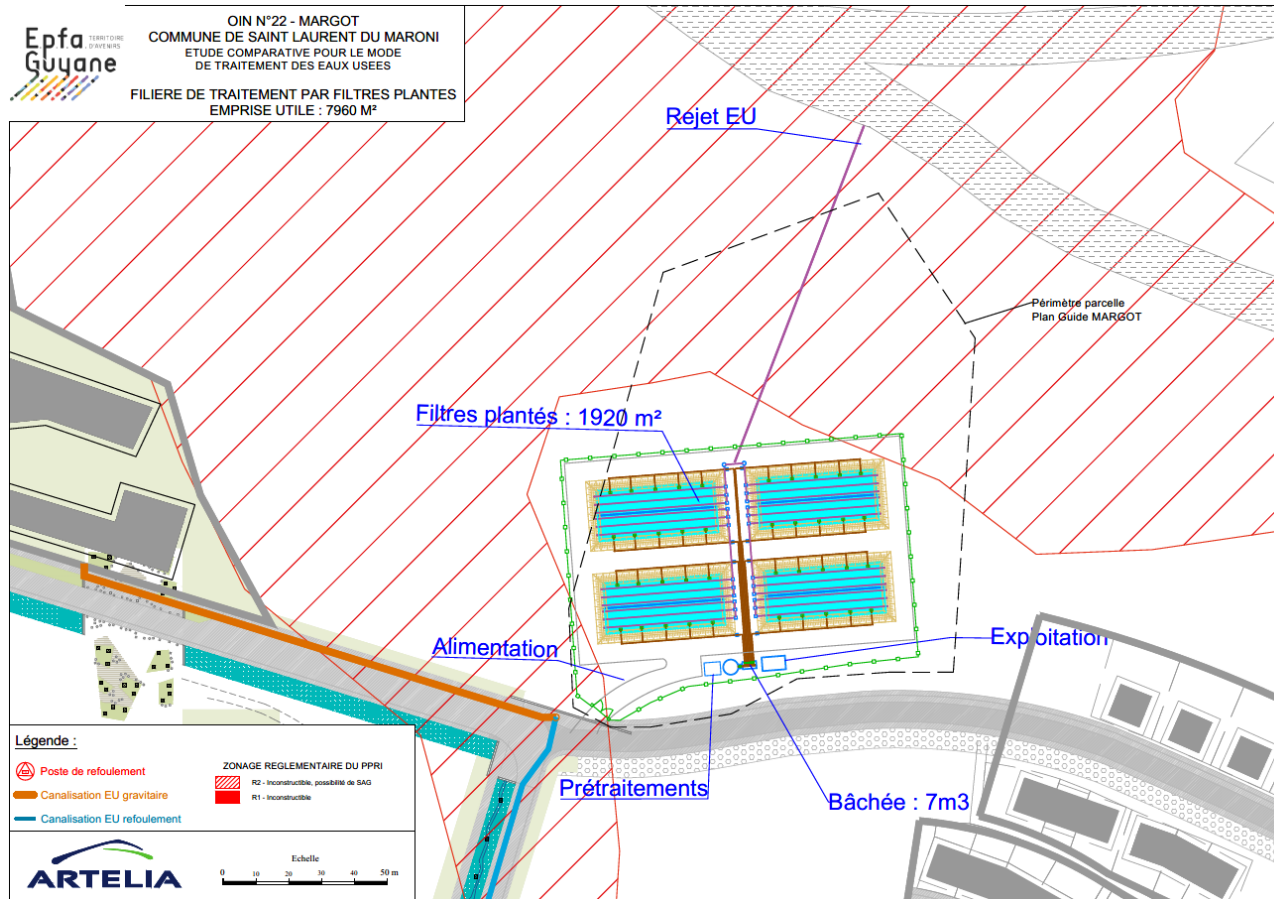 Epfa
TERRITOIRE
D'AVENIRS
Guyane
OIN N°22 - MARGOT
COMMUNE DE SAINT LAURENT DU MARONI
ETUDE COMPARATIVE POUR LE MODE
DE TRAITEMENT DES EAUX USEES
FILIERE DE TRAITEMENT PAR FILTRES PLANTES
EMPRISE UTILE : 7960 M²
Rejet EU
Périmètre parcelle
Plan Guide MARGOT
Filtres plantés : 1920 m²
Alimentation
Exploitation
Prétraitements
Bâchée : 7m3
Légende :
Poste de refoulement
Canalisation EU gravitaire
Canalisation EU refoulement
ZONAGE REGLEMENTAIRE DU PPRI
R2 - Inconstructible, possibilité de SAG
R1 - Inconstructible
ARTELIA
Echelle
0 10 20 30 40 50 m